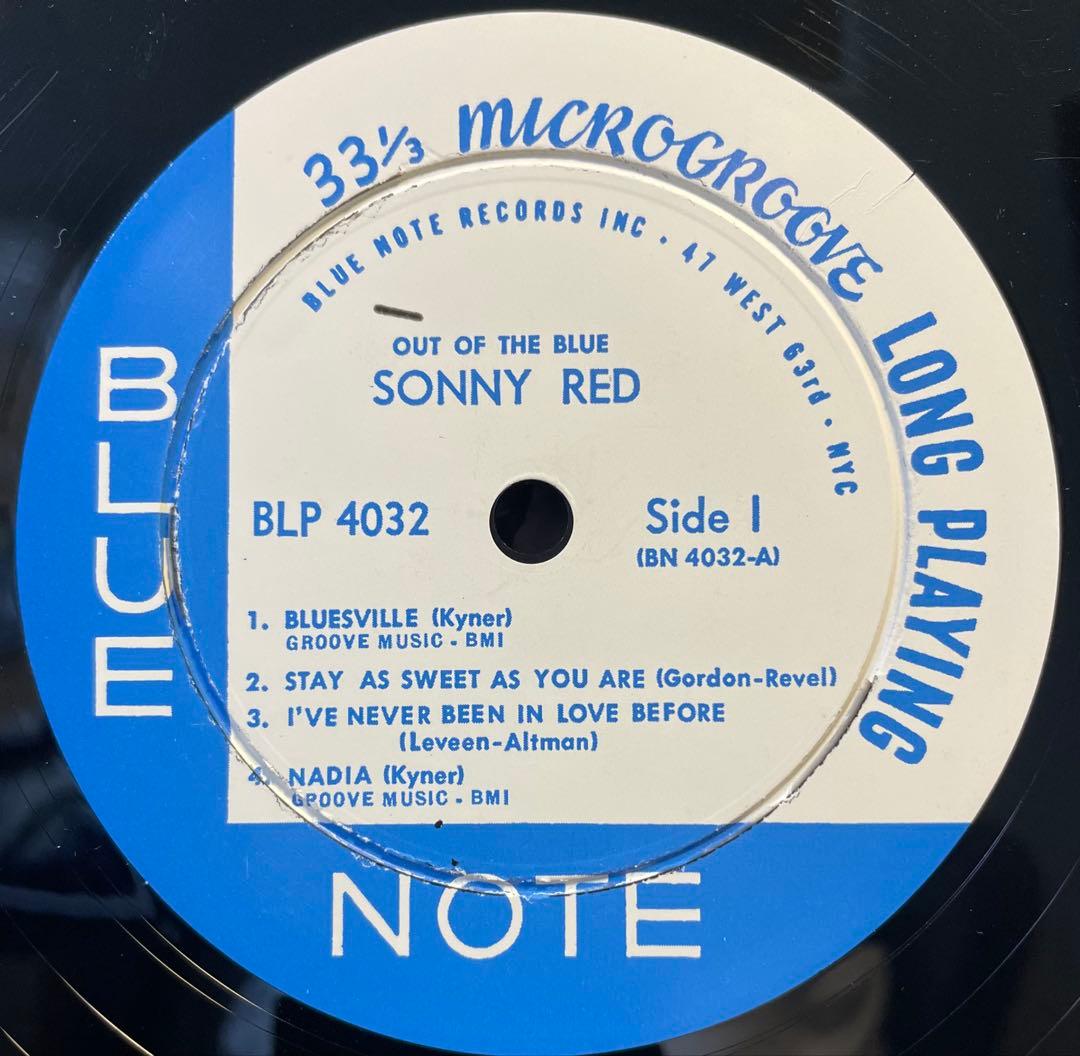 33⅓ MICROGROOVE LONG PLAYING
BLUE NOTE RECORDS INC • 47 WEST 63rd • NYC
OUT OF THE BLUE
SONNY RED
BLP 4032
Side 1
(BN 4032-A)
1. BLUESVILLE (Kyner)
GROOVE MUSIC - BMI
2. STAY AS SWEET AS YOU ARE (Gordon-Revel)
3. I'VE NEVER BEEN IN LOVE BEFORE
(Leveen-Altman)
4. NADIA (Kyner)
GROOVE MUSIC - BMI
BLUE
NOTE